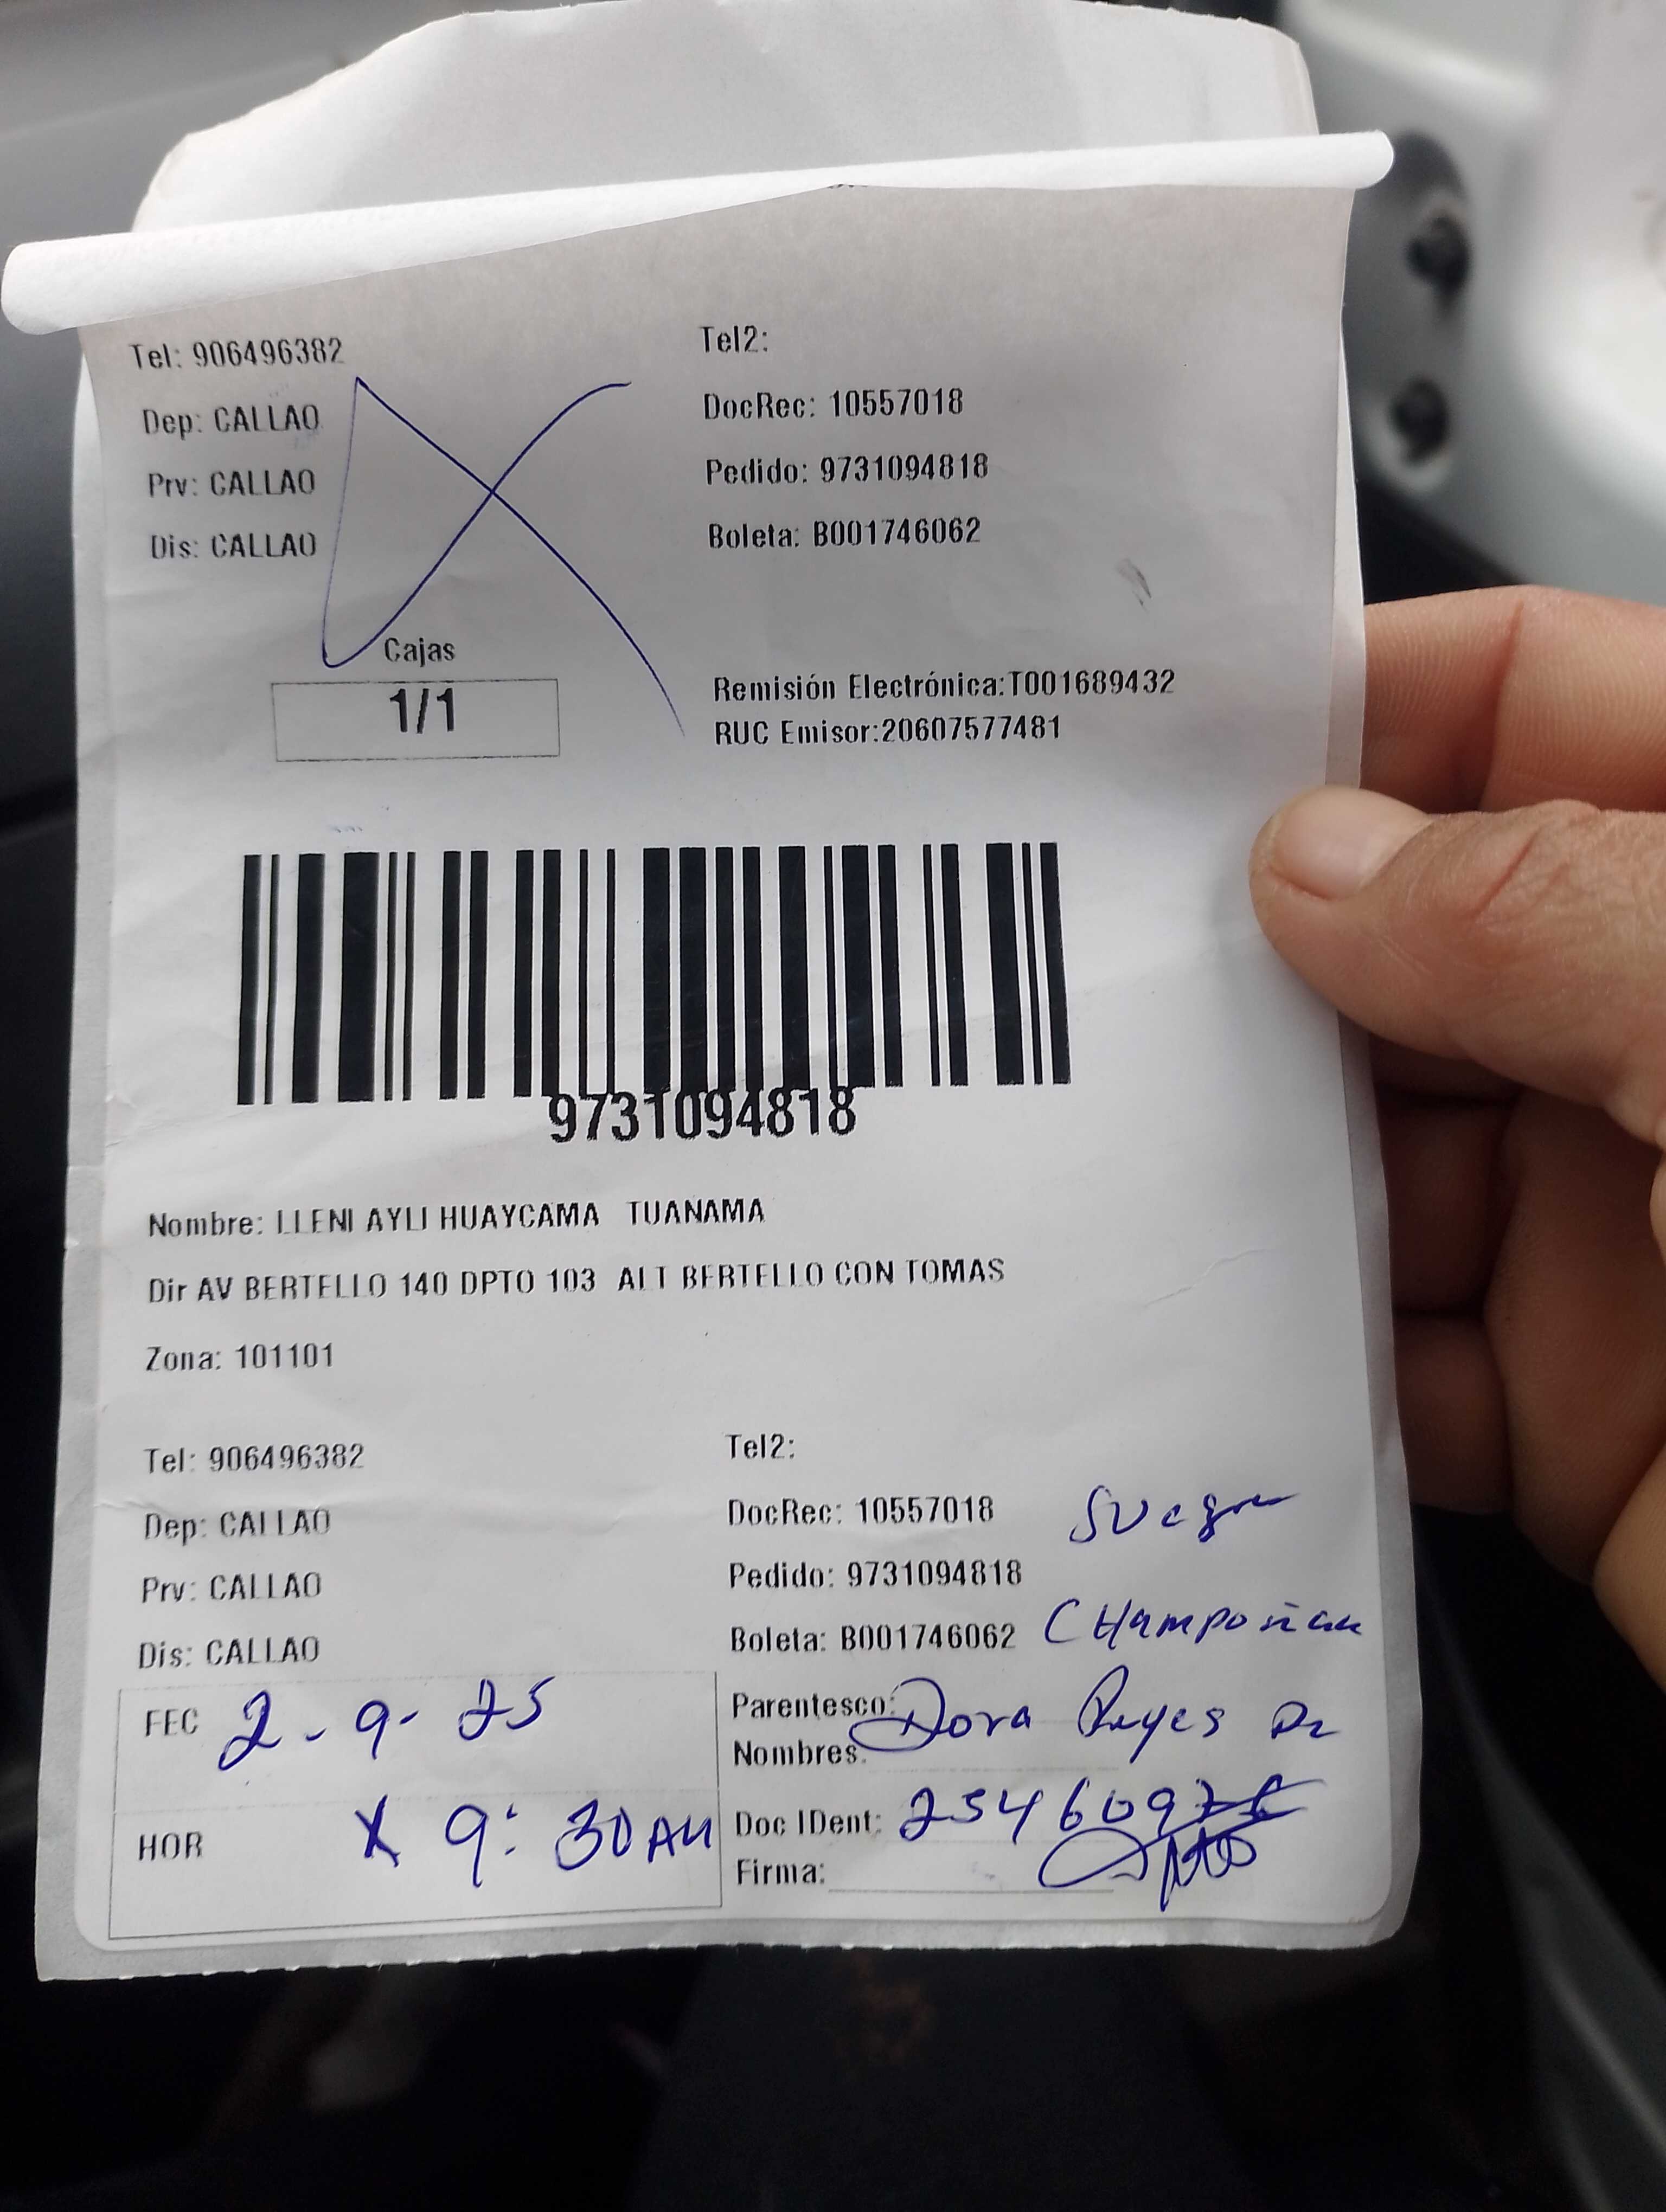 Tel: 906496382 Tel2:
Dep: CALLAO DocRec: 10557018
Prv: CALLAO Pedido: 9731094818
Dis: CALLAO Boleta: B001746062
Cajas
1/1
Remisión Electrónica:T001689432
RUC Emisor:20607577481
9731094818
Nombre: LLENI AYLI HUAYCAMA TUANAMA
Dir AV BERTELLO 140 DPTO 103 ALT BERTELLO CON TOMAS
Zona: 101101
Tel: 906496382 Tel2:
Dep: CALLAO DocRec: 10557018 Suegra
Prv: CALLAO Pedido: 9731094818
Dis: CALLAO Boleta: B001746062
FEC 2-9-25 Parentesco: Dora Reyes De
Nombres:
HOR X 9:30AM Doc IDent:
Firma: